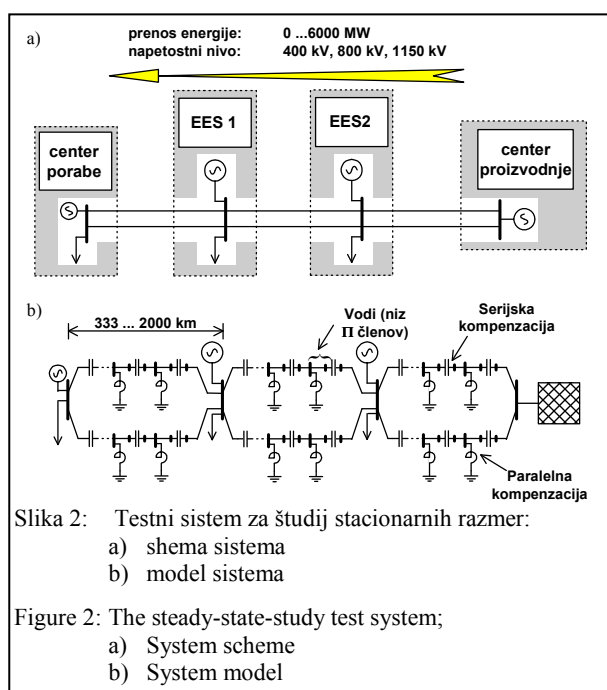 a)
prenos energije: 0 ...6000 MW
napetostni nivo: 400 kV, 800 kV, 1150 kV
center
porabe
EES 1
EES2
center
proizvodnje
b)
333 ... 2000 km
Vodi (niz
Π členov)
Serijska
kompenzacija
Paralelna
kompenzacija
Slika 2: Testni sistem za študij stacionarnih razmer:
a) shema sistema
b) model sistema
Figure 2: The steady-state-study test system;
a) System scheme
b) System model